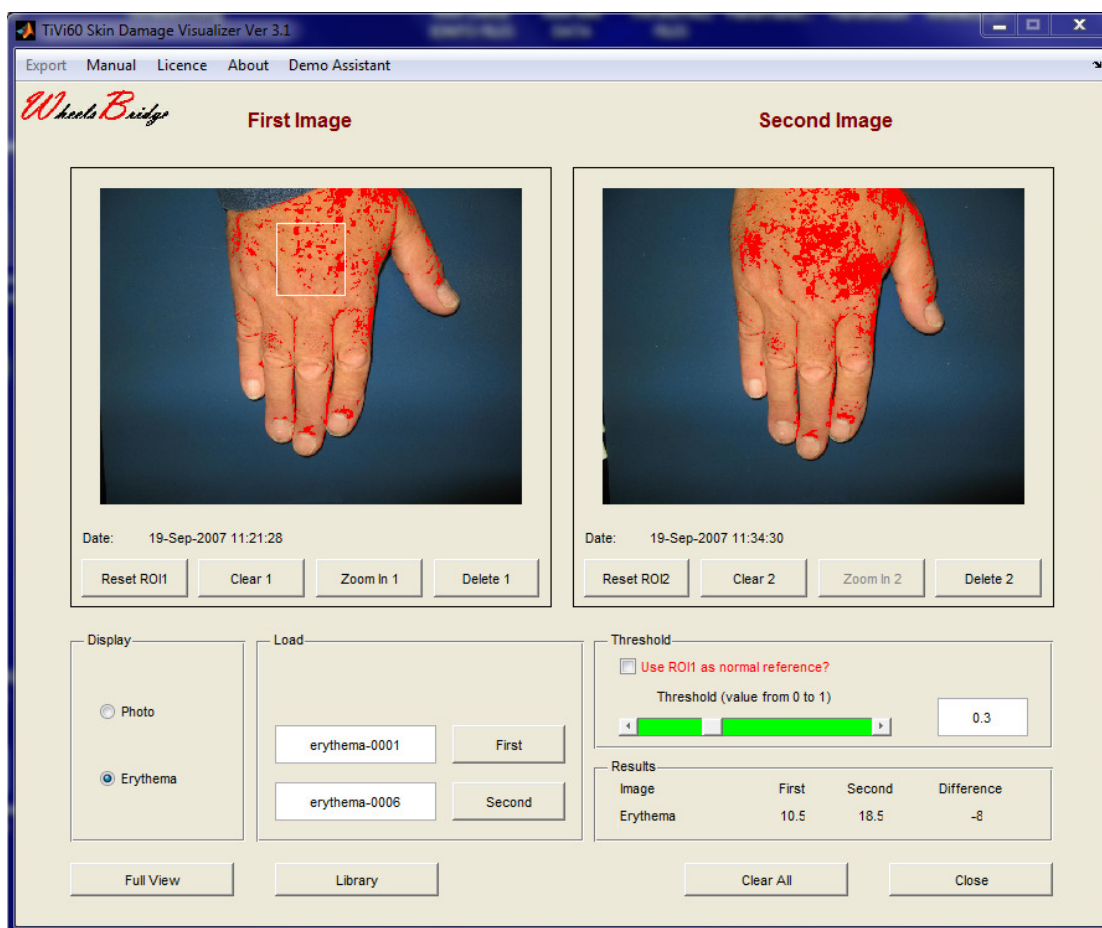 TiVi60 Skin Damage Visualizer Ver 3.1
Export Manual Licence About Demo Assistant
WheelsBridge
First Image Second Image
Date: 19-Sep-2007 11:21:28 Date: 19-Sep-2007 11:34:30
Reset ROI1 Clear 1 Zoom In 1 Delete 1 Reset ROI2 Clear 2 Zoom In 2 Delete 2
Display
Photo
Erythema
Load
erythema-0001 First
erythema-0006 Second
Threshold
Use ROI1 as normal reference?
Threshold (value from 0 to 1)
0.3
Results
Image First Second Difference
Erythema 10.5 18.5 -8
Full View Library Clear All Close